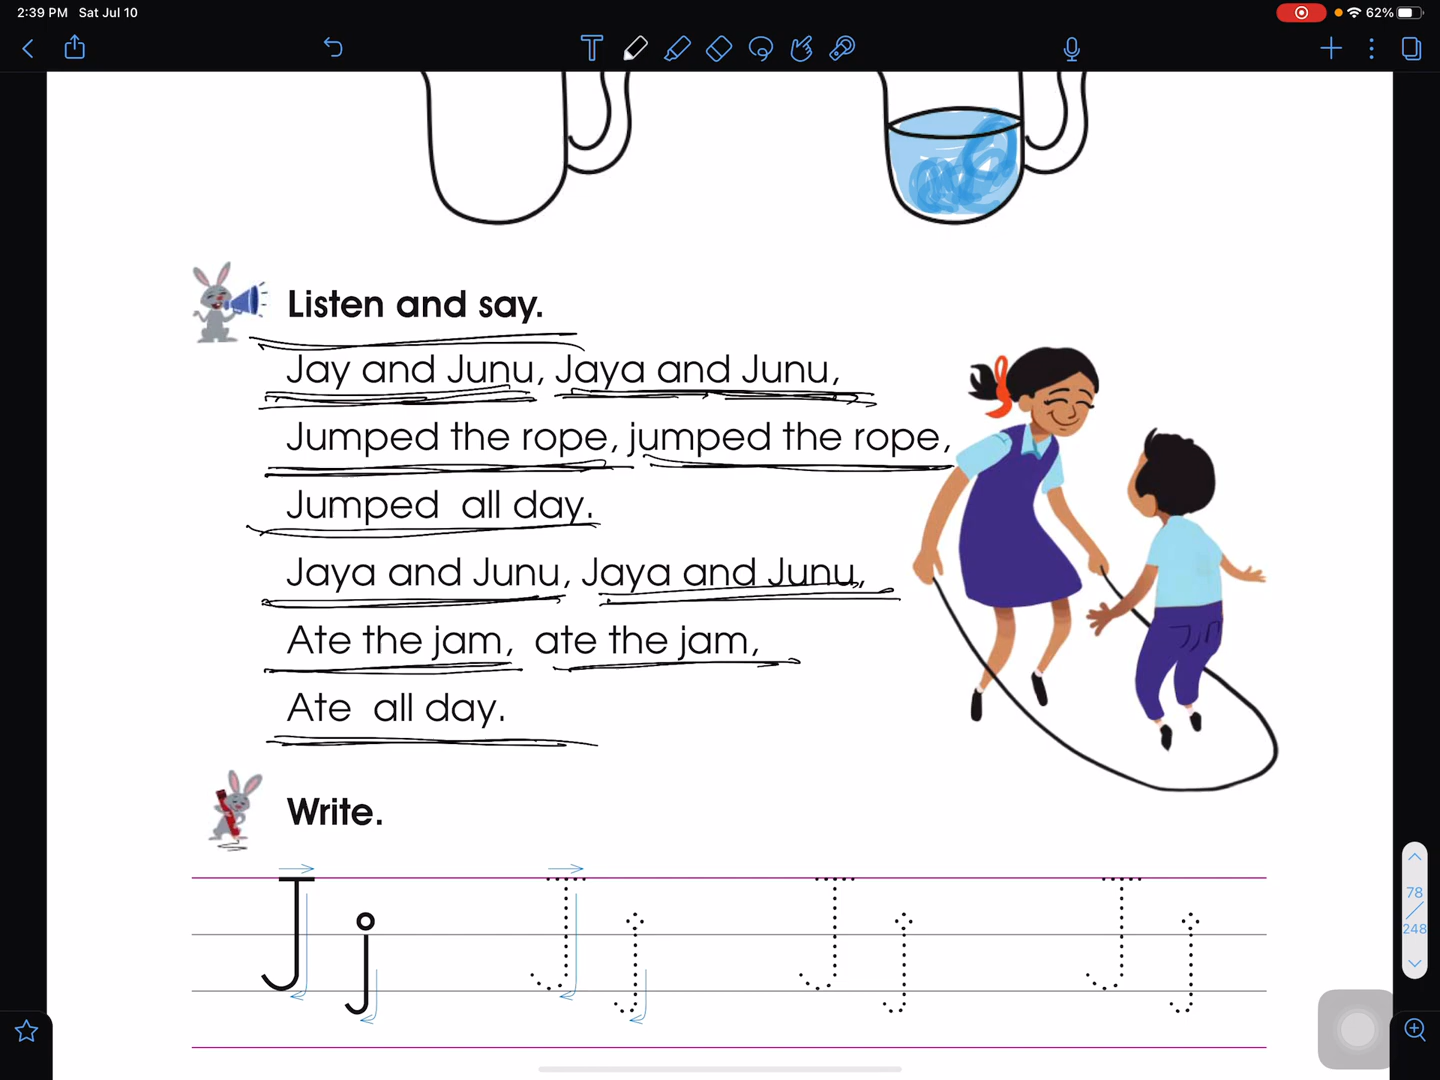 2:39 PM Sat Jul 10
62%
T
Listen and say.
Jay and Junu, Jaya and Junu,
Jumped the rope, jumped the rope,
Jumped all day.
Jaya and Junu, Jaya and Junu,
Ate the jam, ate the jam,
Ate all day.
Write.
J j J j J j J j
78
/
248